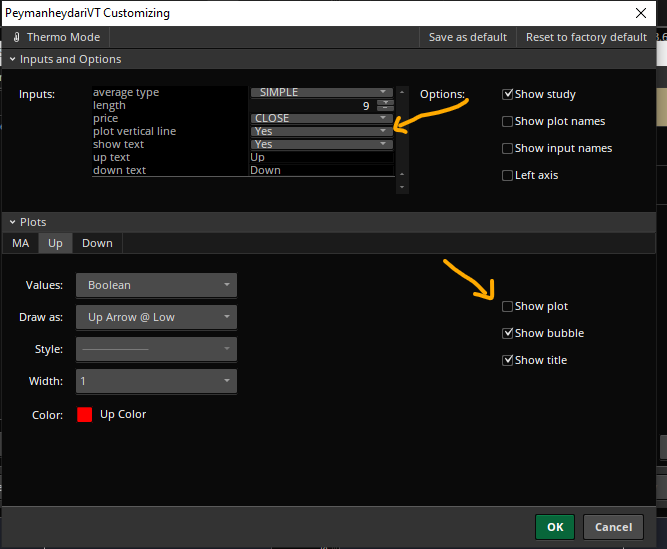 PeymanheydariVT Customizing
Thermo Mode Save as default Reset to factory default
Inputs and Options
Inputs:
average type SIMPLE
length 9
price CLOSE
plot vertical line Yes
show text Yes
up text Up
down text Down
Options:
Show study
Show plot names
Show input names
Left axis
Plots
MA Up Down
Values: Boolean
Draw as: Up Arrow @ Low
Style:
Width: 1
Color: Up Color
Show plot
Show bubble
Show title
OK Cancel